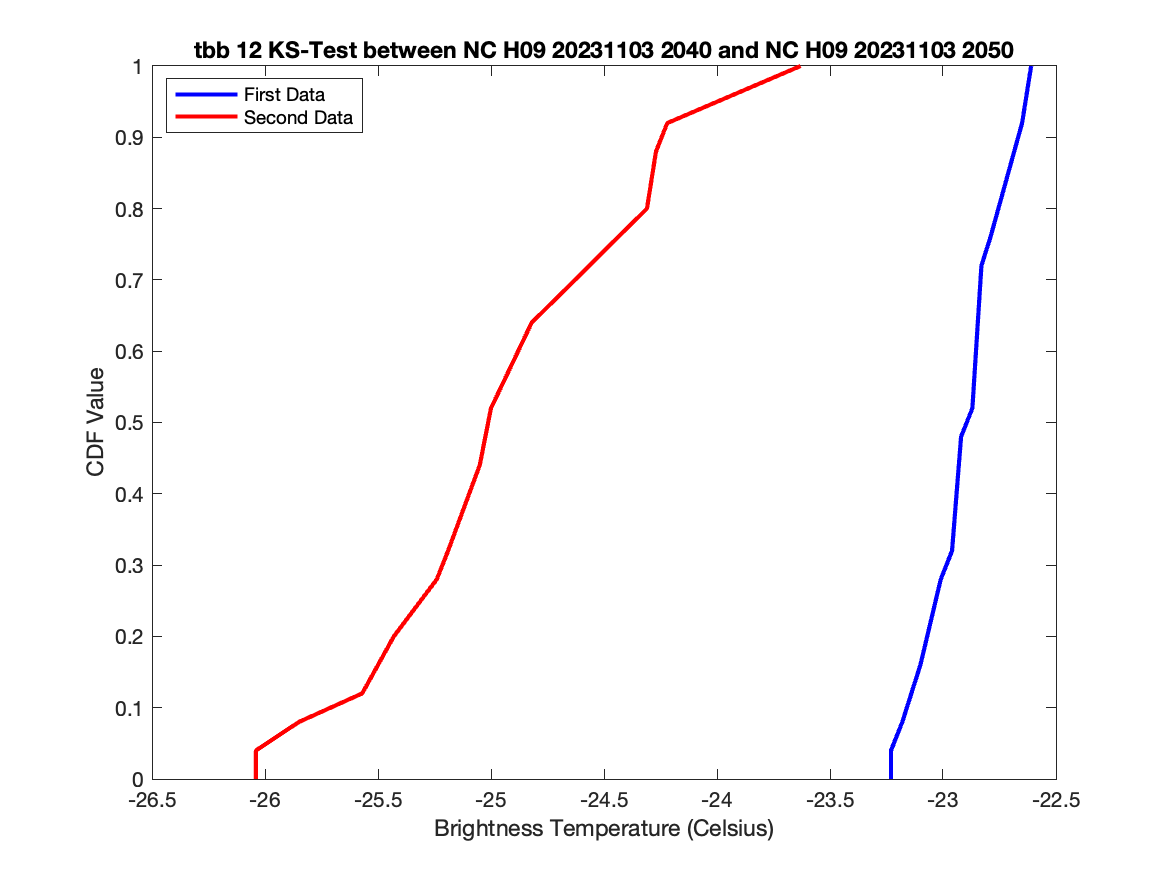 tbb 12 KS-Test between NC H09 20231103 2040 and NC H09 20231103 2050
First Data
Second Data
1
0.9
0.8
0.7
0.6
0.5
0.4
0.3
0.2
0.1
0
CDF Value
-26.5 -26 -25.5 -25 -24.5 -24 -23.5 -23 -22.5
Brightness Temperature (Celsius)